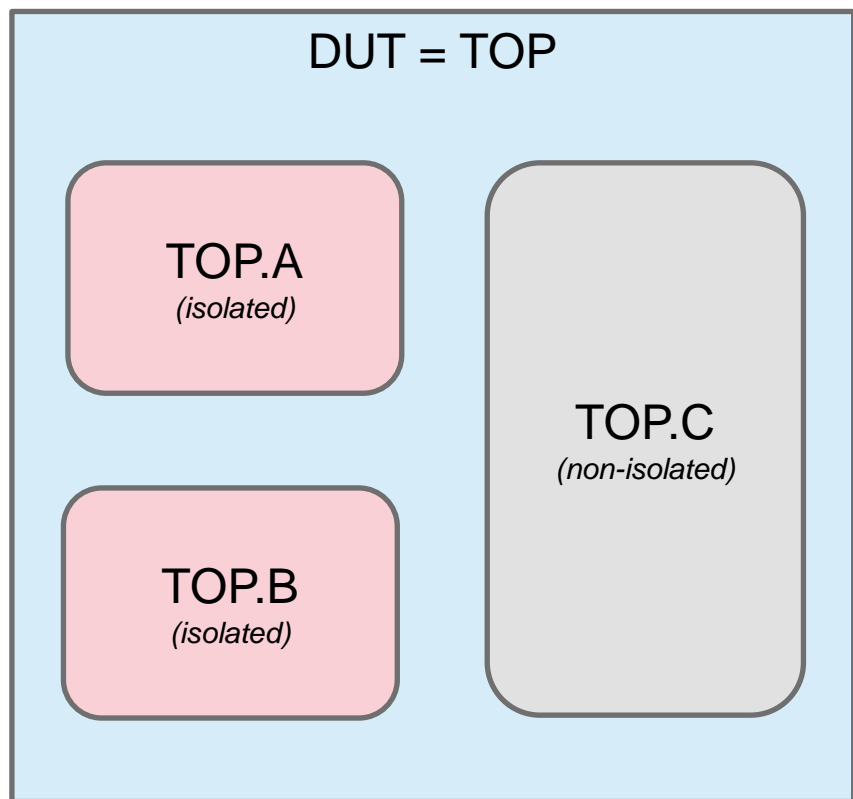 DUT = TOP
TOP.A
(isolated)
TOP.B
(isolated)
TOP.C
(non-isolated)